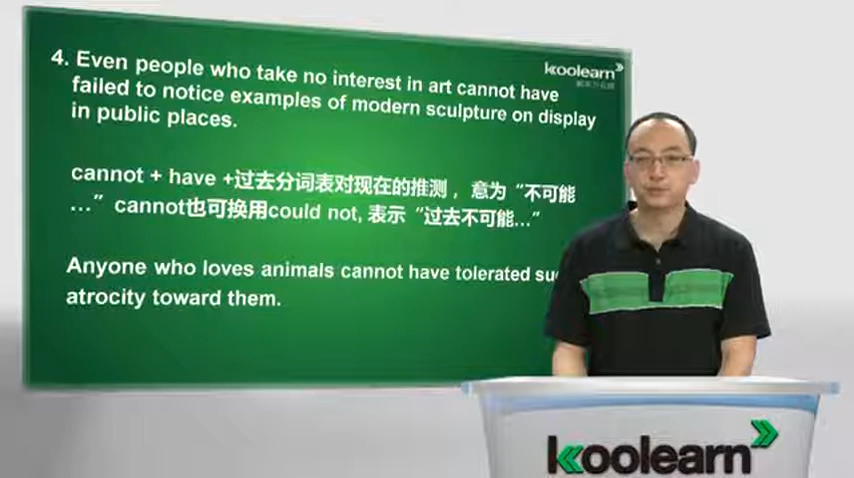 koolearn
4. Even people who take no interest in art cannot have
failed to notice examples of modern sculpture on display
in public places.
cannot + have +过去分词表对现在的推测，意为“不可能
…”cannot也可换用could not, 表示“过去不可能…”
Anyone who loves animals cannot have tolerated
atrocity toward them.
koolearn